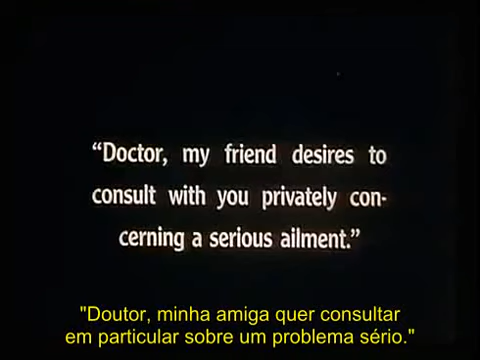 “Doctor, my friend desires to
consult with you privately con-
cerning a serious ailment.”
"Doutor, minha amiga quer consultar
em particular sobre um problema sério."